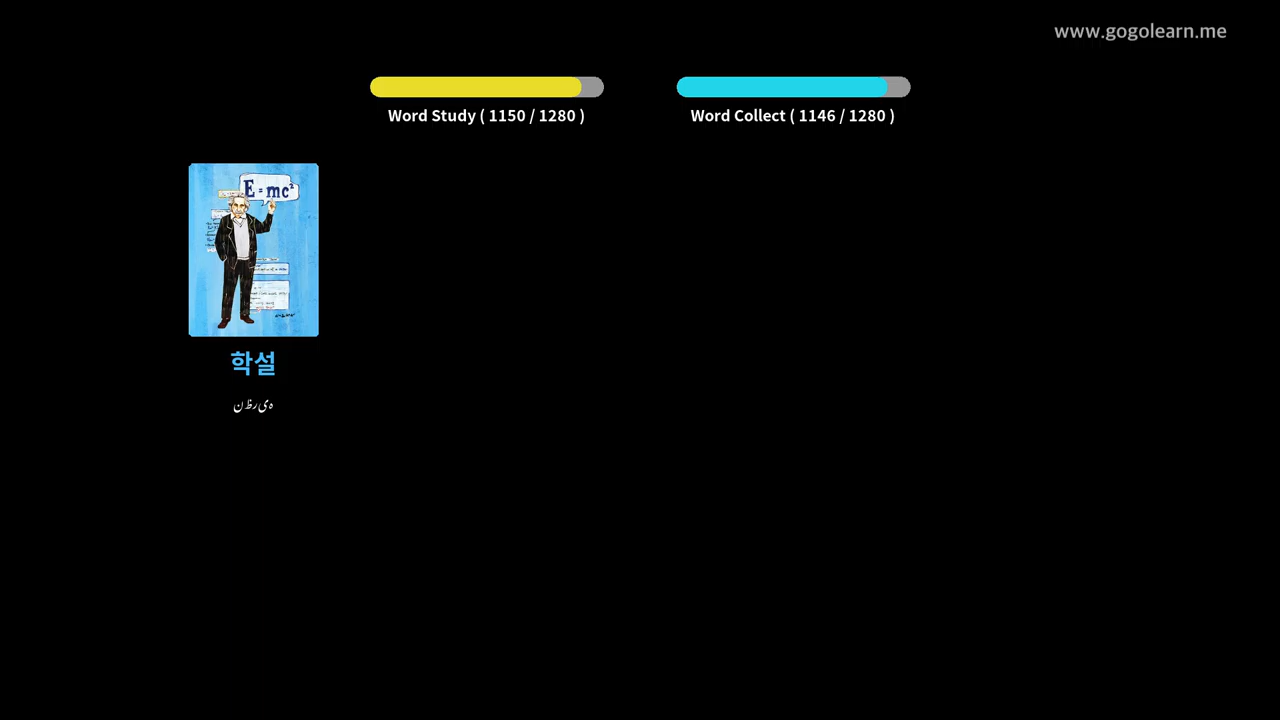 www.gogolearn.me
Word Study ( 1150 / 1280 )
Word Collect ( 1146 / 1280 )
E = mc²
학설
نظریہ